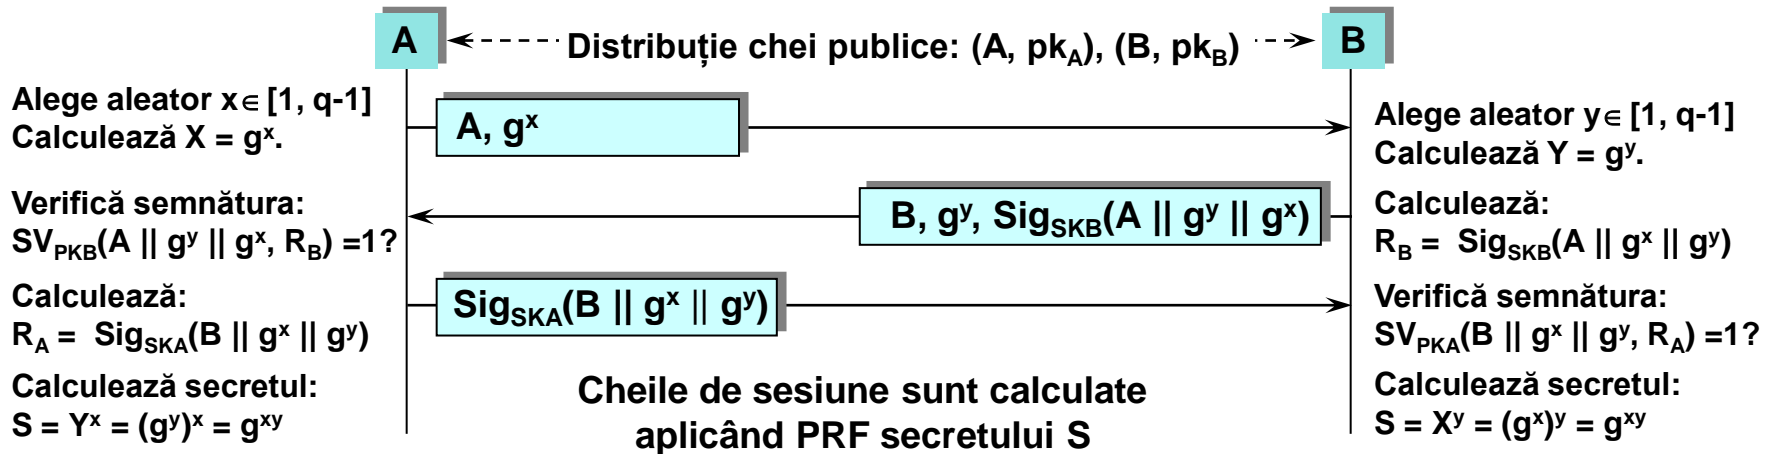 A Distribuție chei publice: (A, pkA), (B, pkB) B
Alege aleator x∈[1, q-1]
Calculează X = gˣ.
A, gˣ
Alege aleator y∈ [1, q-1]
Calculează Y = gʸ.
Verifică semnătura:
SVPKB(A || gʸ || gˣ, RB) =1?
B, gʸ, SigSKB(A || gʸ || gˣ)
Calculează:
RB = SigSKB(A || gˣ || gʸ)
Calculează:
RA = SigSKA(B || gˣ || gʸ)
SigSKA(B || gˣ || gʸ)
Verifică semnătura:
SVPKA(B || gˣ || gʸ, RA) =1?
Calculează secretul:
S = Yˣ = (gʸ)ˣ = gˣʸ
Cheile de sesiune sunt calculate
aplicând PRF secretului S
Calculează secretul:
S = Xʸ = (gˣ)ʸ = gˣʸ